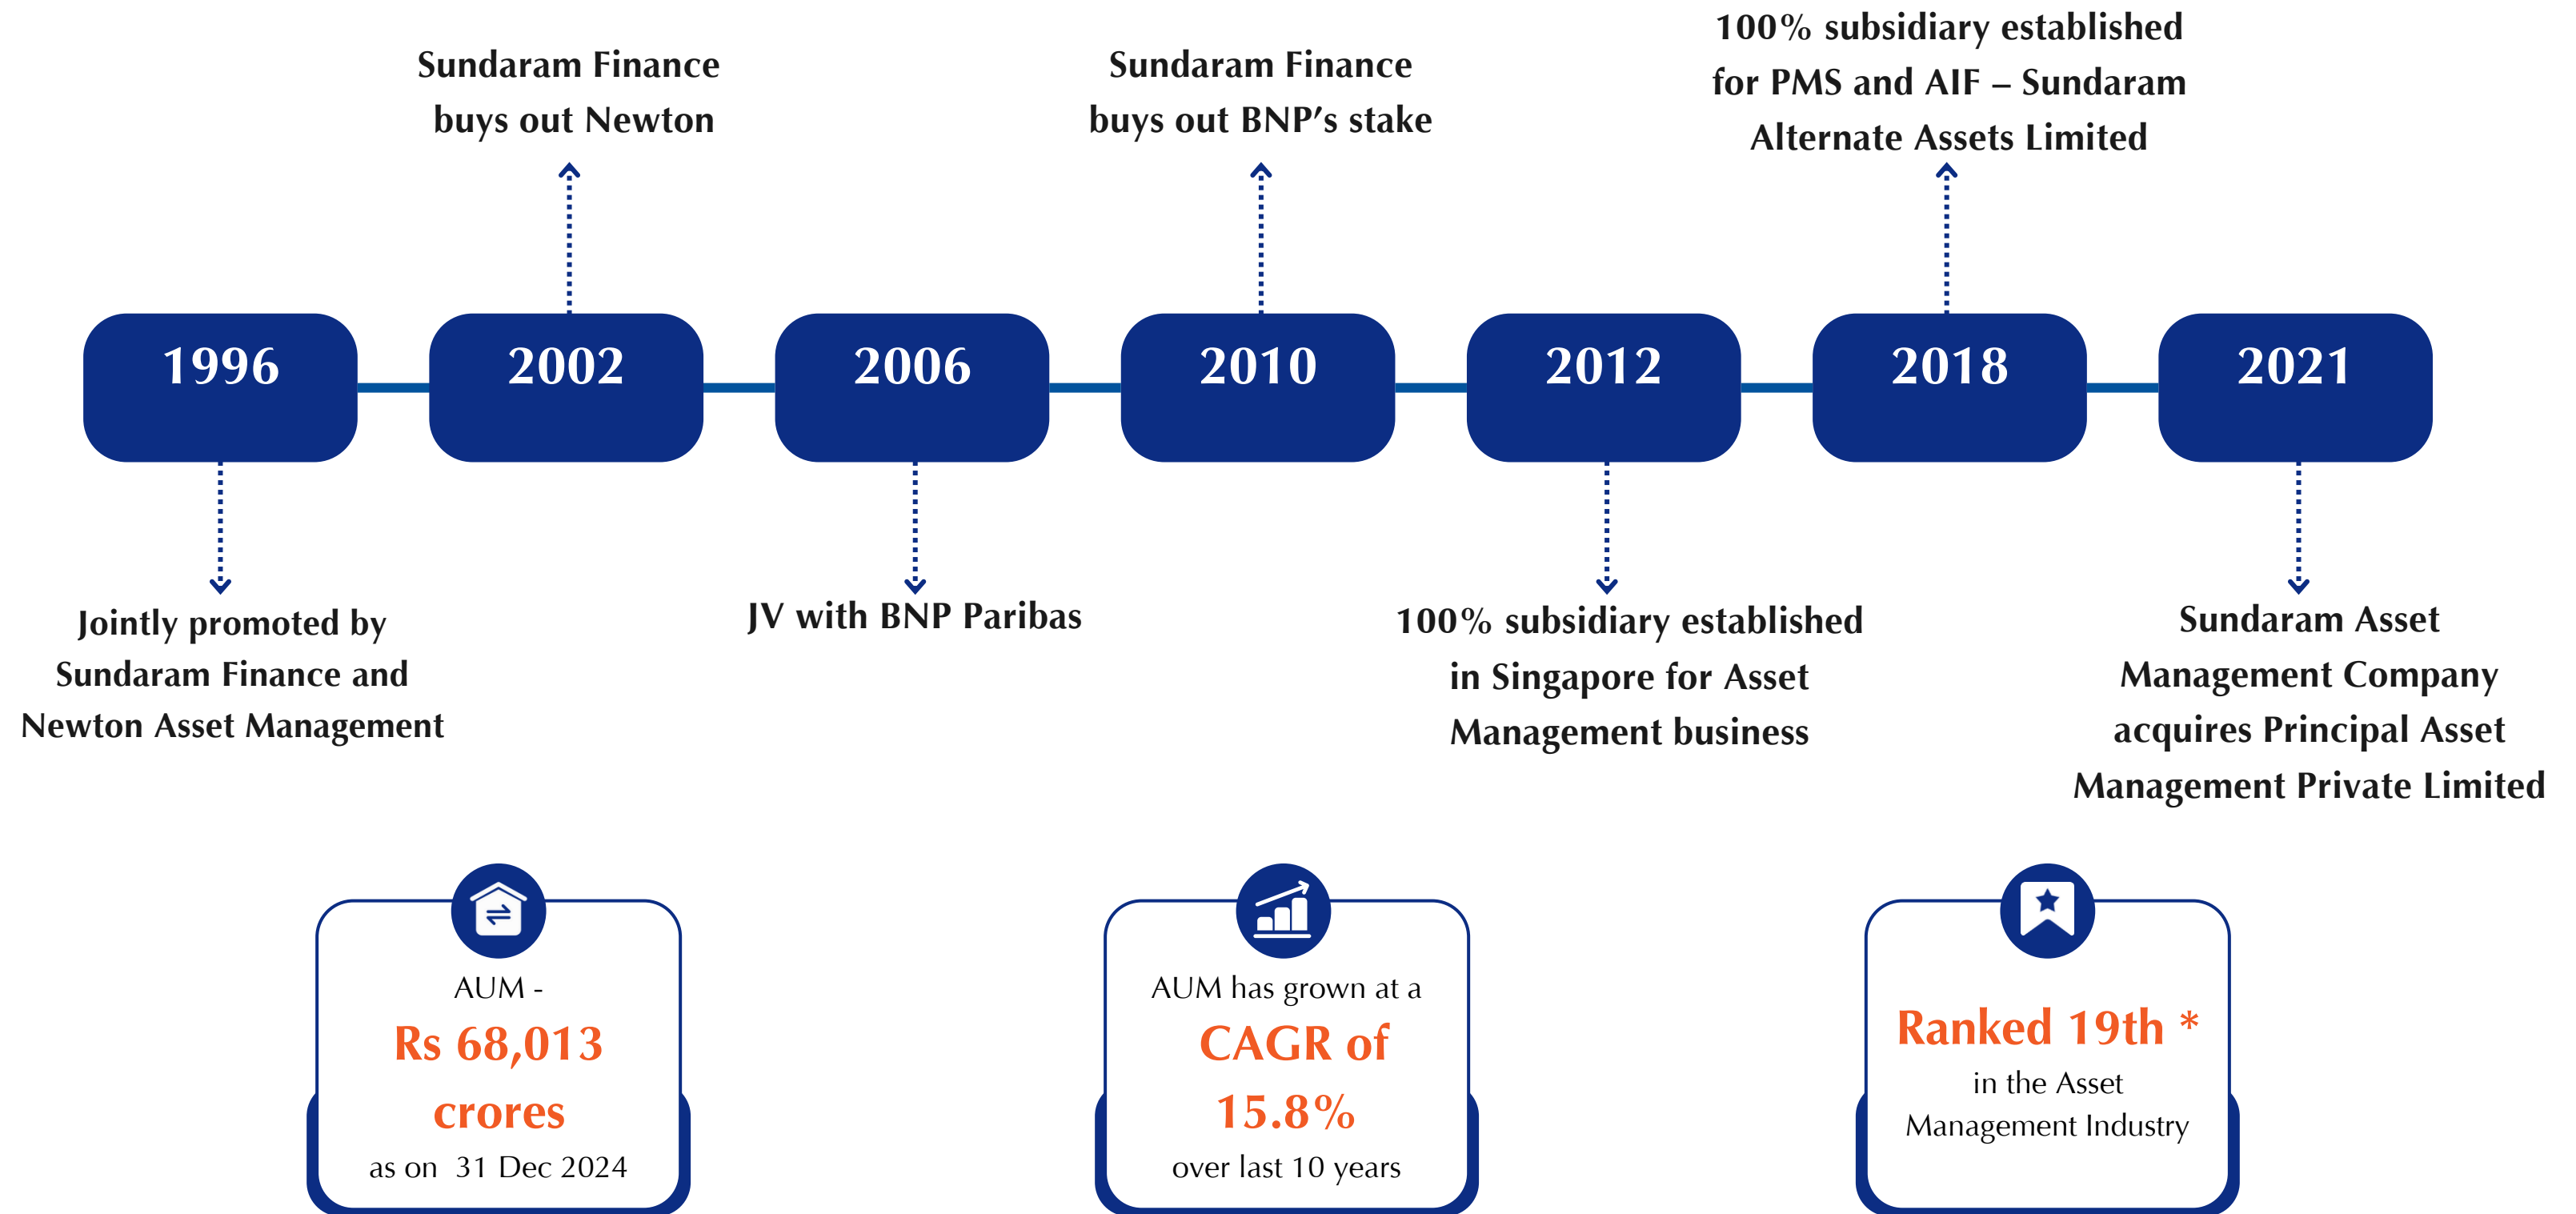 Sundaram Finance
buys out Newton
Sundaram Finance
buys out BNP’s stake
100% subsidiary established
for PMS and AIF – Sundaram
Alternate Assets Limited
1996
2002
2006
2010
2012
2018
2021
Jointly promoted by
Sundaram Finance and
Newton Asset Management
JV with BNP Paribas
100% subsidiary established
in Singapore for Asset
Management business
Sundaram Asset
Management Company
acquires Principal Asset
Management Private Limited
AUM -
Rs 68,013
crores
as on 31 Dec 2024
AUM has grown at a
CAGR of
15.8%
over last 10 years
Ranked 19th *
in the Asset
Management Industry